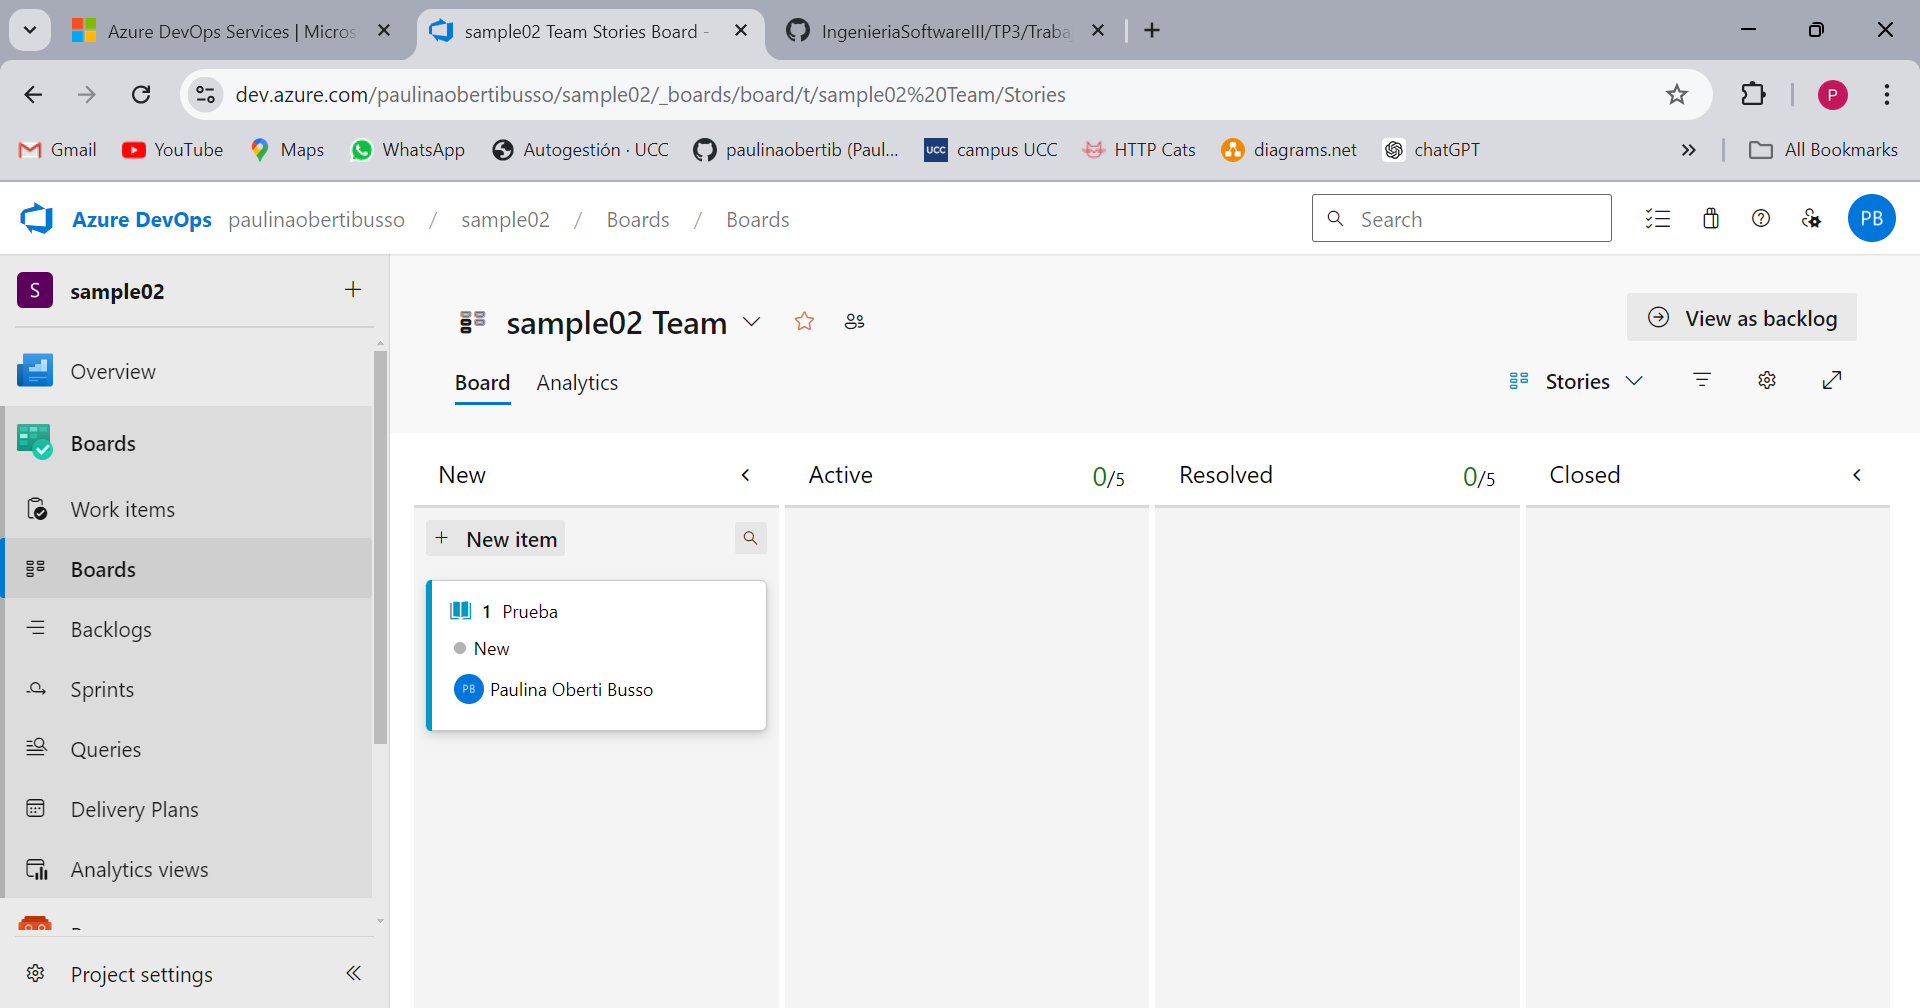 Azure DevOps Services | Micros
sample02 Team Stories Board -
IngenieriaSoftwareIII/TP3/Traba
dev.azure.com/paulinaobertibusso/sample02/_boards/board/t/sample02%20Team/Stories
P
Gmail
YouTube
Maps
WhatsApp
Autogestión · UCC
paulinaobertib (Paul...
UCC
campus UCC
HTTP Cats
diagrams.net
chatGPT
All Bookmarks
Azure DevOps
paulinaobertibusso / sample02 / Boards / Boards
Search
PB
S
sample02
Overview
Boards
Work items
Boards
Backlogs
Sprints
Queries
Delivery Plans
Analytics views
Project settings
sample02 Team
View as backlog
Board
Analytics
Stories
New
Active
0/5
Resolved
0/5
Closed
+ New item
1 Prueba
New
PB
Paulina Oberti Busso